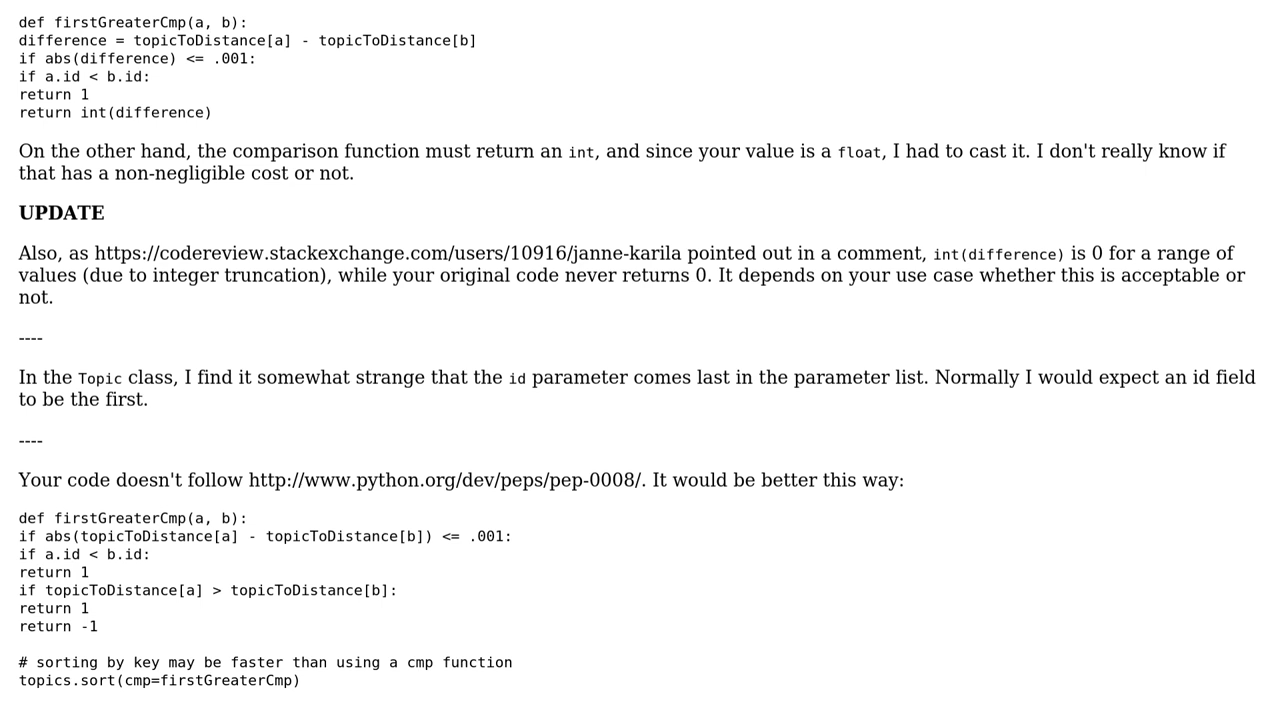 def firstGreaterCmp(a, b):
difference = topicToDistance[a] - topicToDistance[b]
if abs(difference) <= .001:
if a.id < b.id:
return 1
return int(difference)
On the other hand, the comparison function must return an int, and since your value is a float, I had to cast it. I don't really know if
that has a non-negligible cost or not.
UPDATE
Also, as https://codereview.stackexchange.com/users/10916/janne-karila pointed out in a comment, int(difference) is 0 for a range of
values (due to integer truncation), while your original code never returns 0. It depends on your use case whether this is acceptable or
not.
----
In the Topic class, I find it somewhat strange that the id parameter comes last in the parameter list. Normally I would expect an id field
to be the first.
----
Your code doesn't follow http://www.python.org/dev/peps/pep-0008/. It would be better this way:
def firstGreaterCmp(a, b):
if abs(topicToDistance[a] - topicToDistance[b]) <= .001:
if a.id < b.id:
return 1
if topicToDistance[a] > topicToDistance[b]:
return 1
return -1
# sorting by key may be faster than using a cmp function
topics.sort(cmp=firstGreaterCmp)